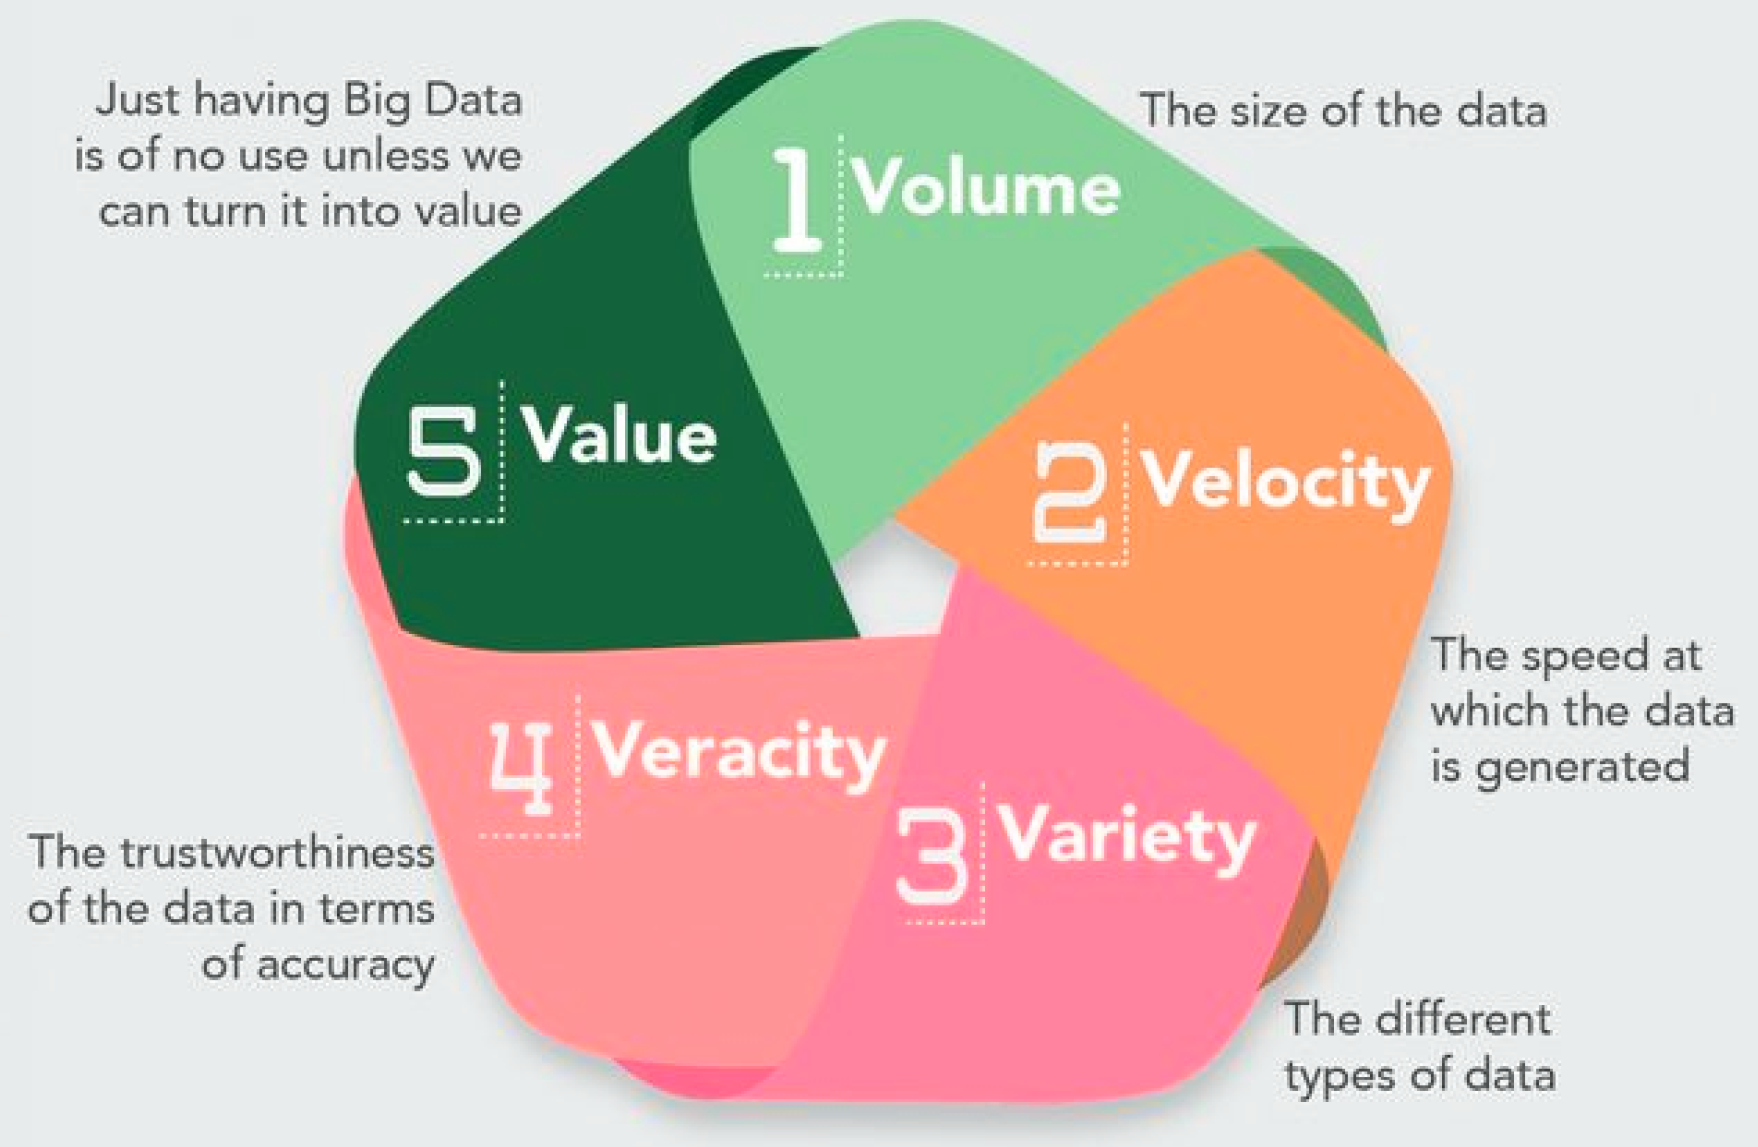 1 Volume
The size of the data
2 Velocity
The speed at
which the data
is generated
3 Variety
The different
types of data
4 Veracity
The trustworthiness
of the data in terms
of accuracy
5 Value
Just having Big Data
is of no use unless we
can turn it into value